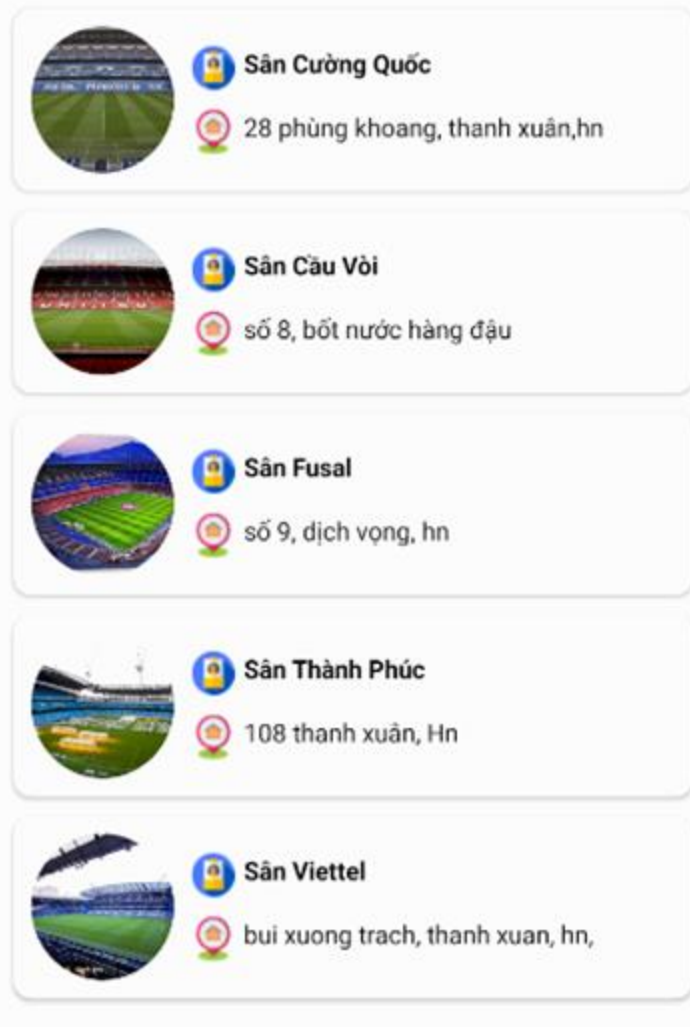 Sân Cường Quốc
28 phùng khoang, thanh xuân,hn
Sân Cầu Vòi
số 8, bốt nước hàng đậu
Sân Fusal
số 9, dịch vọng, hn
Sân Thành Phúc
108 thanh xuân, Hn
Sân Viettel
bui xuong trach, thanh xuan, hn,